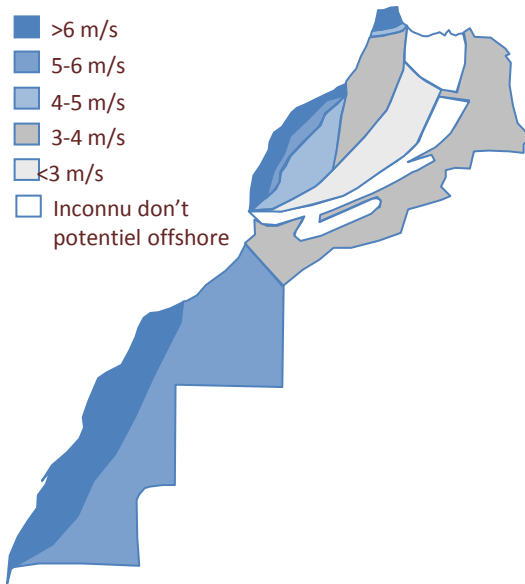 >6 m/s
5-6 m/s
4-5 m/s
3-4 m/s
<3 m/s
Inconnu don't
potentiel offshore